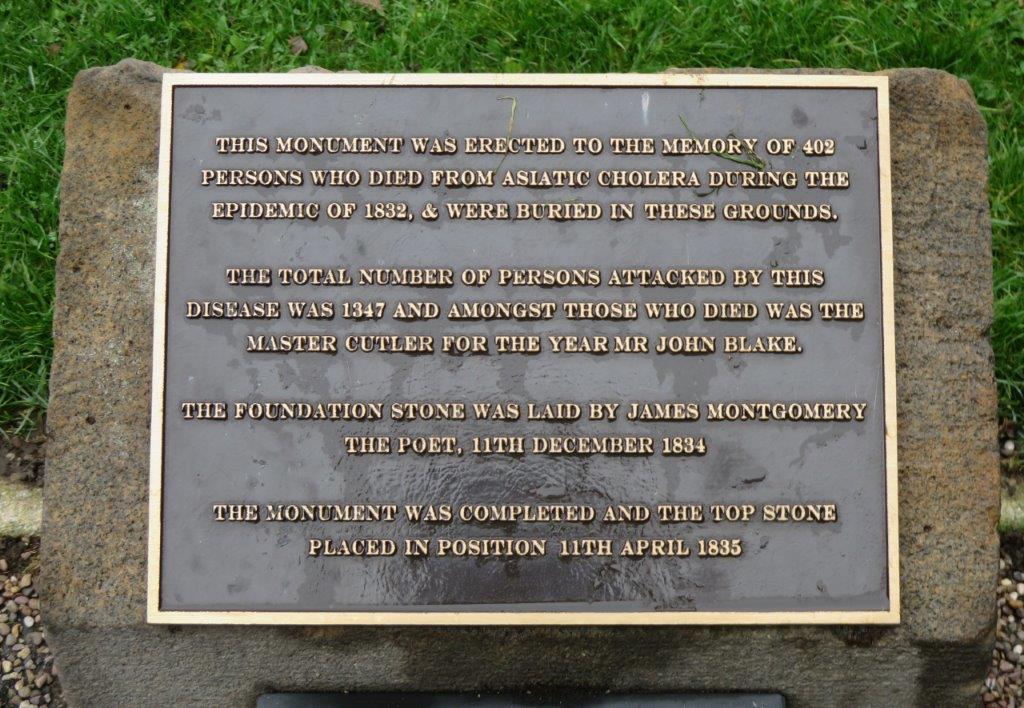 THIS MONUMENT WAS ERECTED TO THE MEMORY OF 402
PERSONS WHO DIED FROM ASIATIC CHOLERA DURING THE
EPIDEMIC OF 1832, & WERE BURIED IN THESE GROUNDS.
THE TOTAL NUMBER OF PERSONS ATTACKED BY THIS
DISEASE WAS 1347 AND AMONGST THOSE WHO DIED WAS THE
MASTER CUTLER FOR THE YEAR MR JOHN BLAKE.
THE FOUNDATION STONE WAS LAID BY JAMES MONTGOMERY
THE POET, 11TH DECEMBER 1834
THE MONUMENT WAS COMPLETED AND THE TOP STONE
PLACED IN POSITION 11TH APRIL 1835